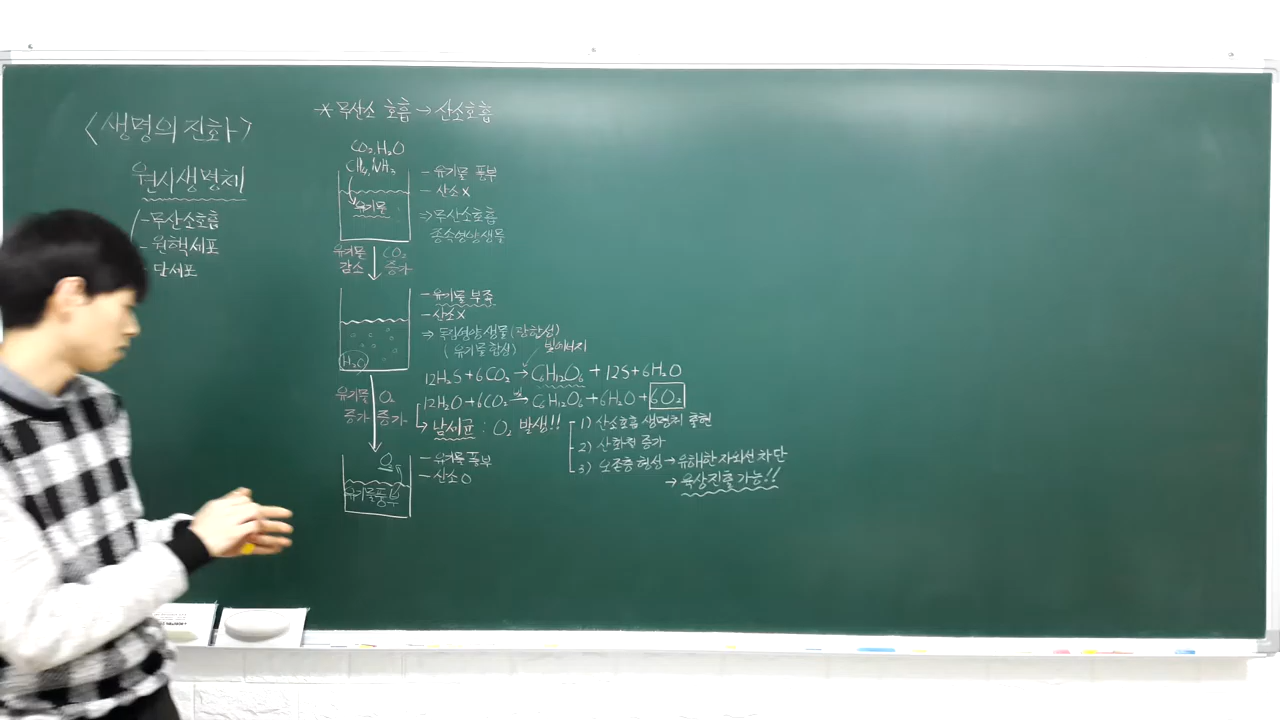 <생명의 진화>
원시생명체
- 무산소호흡
- 원핵세포
- 단세포
* 무산소 호흡 → 산소호흡
CO₂, H₂O
CH₄, NH₃
유기물
- 유기물 풍부
- 산소 X
⇒ 무산소호흡
종속영양생물
유기물 감소
CO₂ 증가
H₂O
- 유기물 부족
- 산소 X
⇒ 독립영양생물 (광합성)
(유기물 합성)
빛에너지
12H₂S + 6CO₂ → C₆H₁₂O₆ + 12S + 6H₂O
12H₂O + 6CO₂ 빛→ C₆H₁₂O₆ + 6H₂O + 6O₂
→ 남세균 : O₂ 발생!!
1) 산소호흡 생명체 출현
2) 산화철 증가
3) 오존층 형성 → 유해한 자외선 차단
→ 육상진출 가능!!
유기물 증가
O₂ 증가
O₂
유기물풍부
- 유기물 풍부
- 산소 O